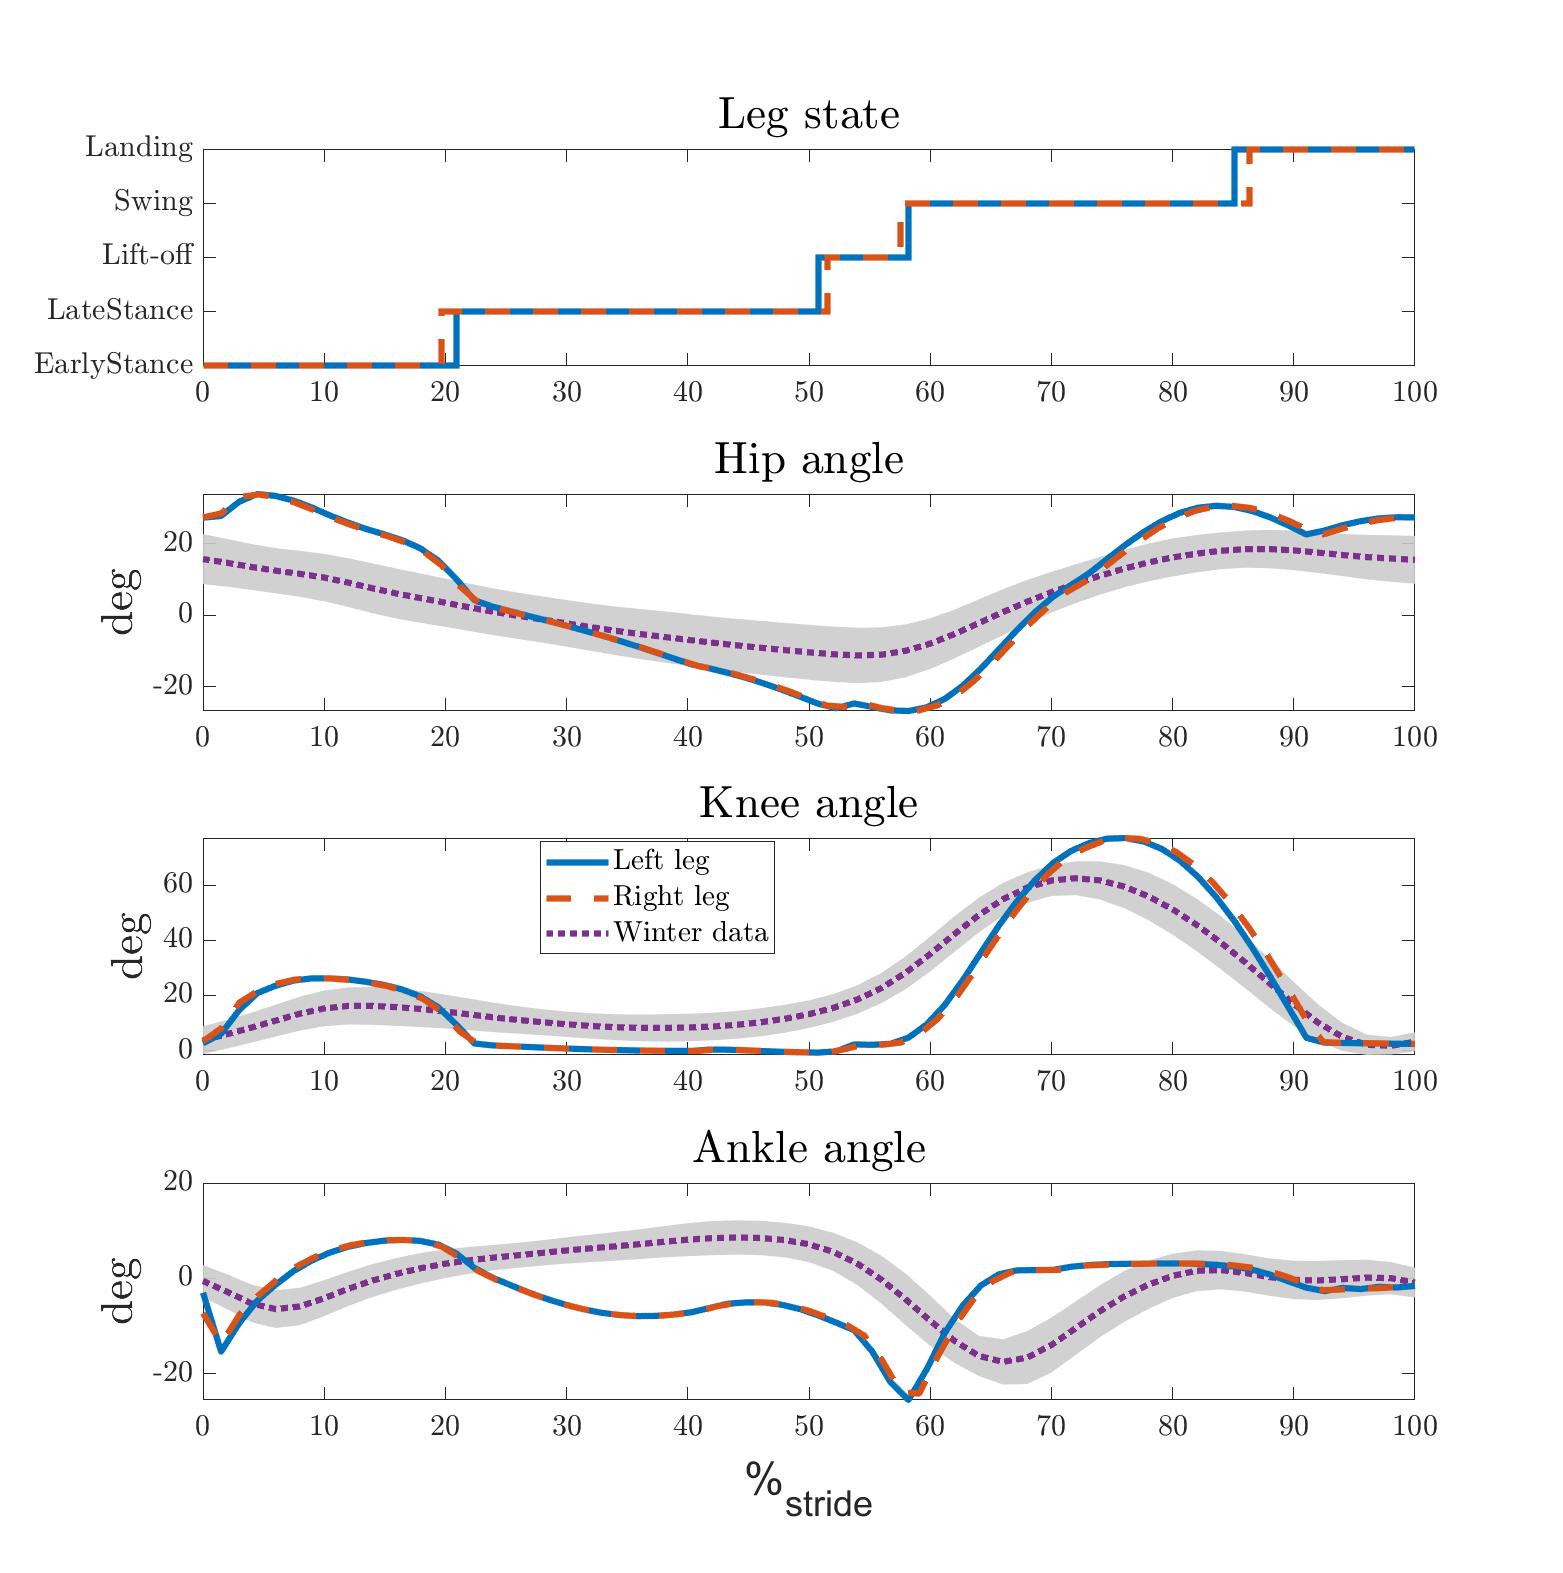 Leg state
Landing
Swing
Lift-off
LateStance
EarlyStance
0 10 20 30 40 50 60 70 80 90 100
Hip angle
20
0
-20
deg
0 10 20 30 40 50 60 70 80 90 100
Knee angle
60
40
20
0
deg
Left leg
Right leg
Winter data
0 10 20 30 40 50 60 70 80 90 100
Ankle angle
20
0
-20
deg
0 10 20 30 40 50 60 70 80 90 100
%stride